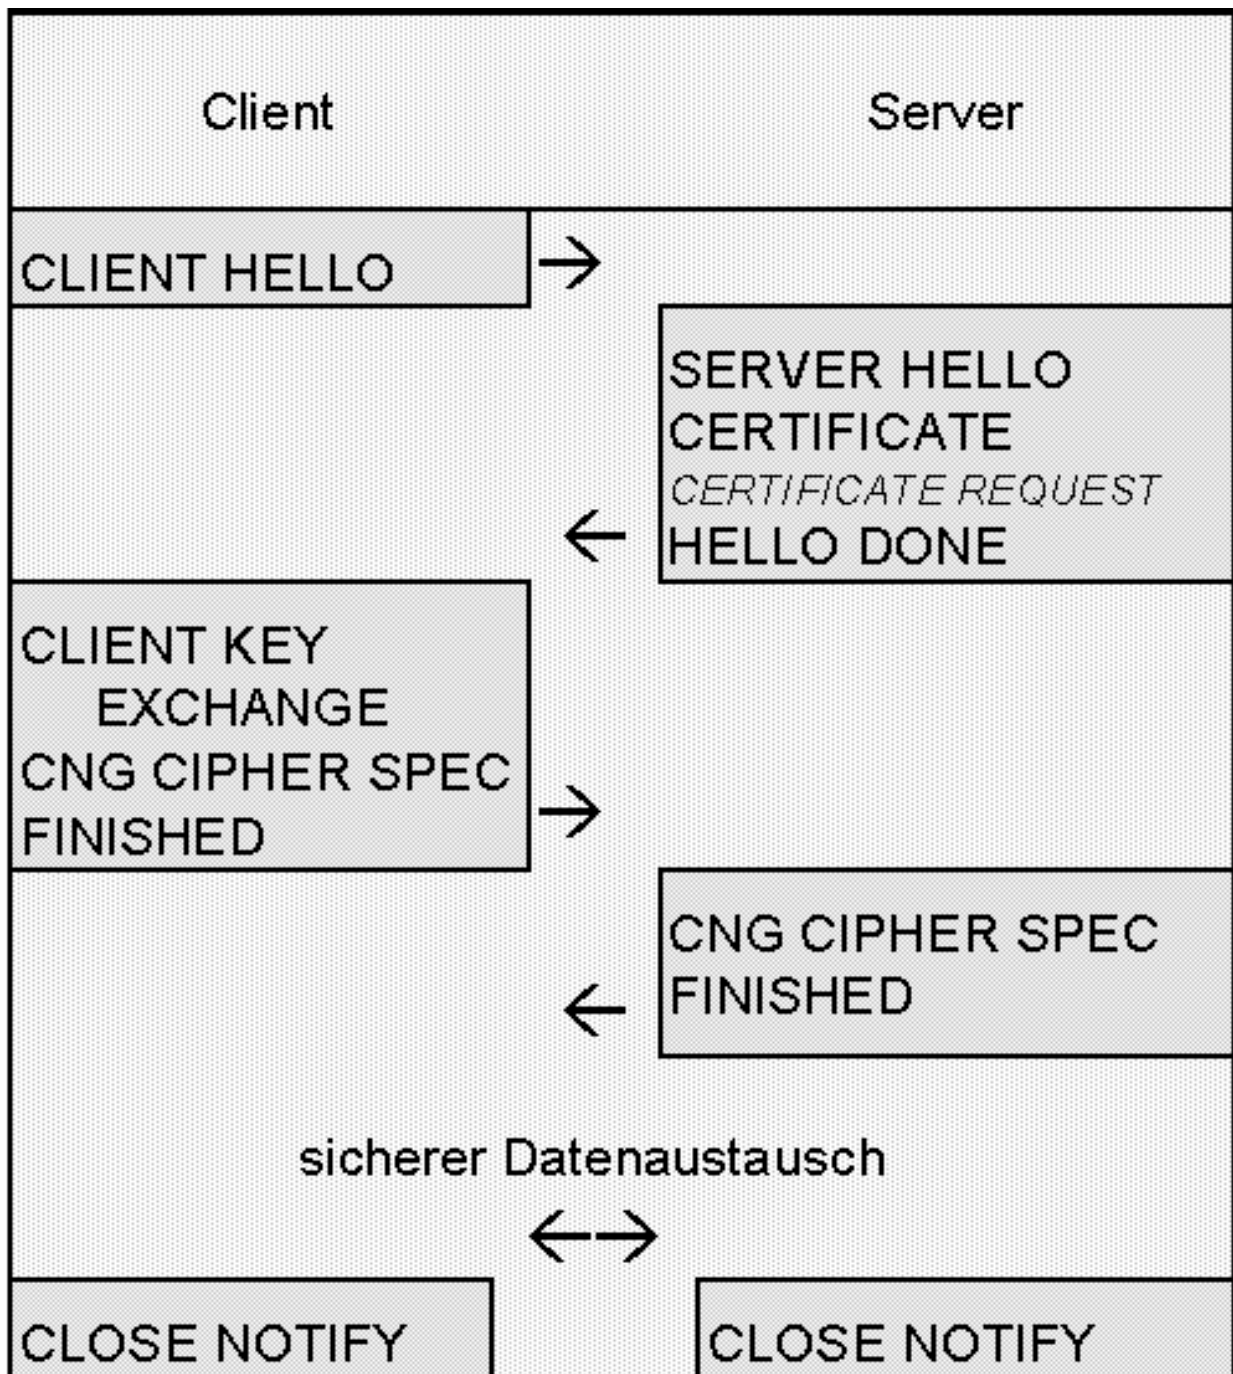 Client
Server
CLIENT HELLO
SERVER HELLO
CERTIFICATE
CERTIFICATE REQUEST
HELLO DONE
CLIENT KEY
EXCHANGE
CNG CIPHER SPEC
FINISHED
CNG CIPHER SPEC
FINISHED
sicherer Datenaustausch
CLOSE NOTIFY
CLOSE NOTIFY